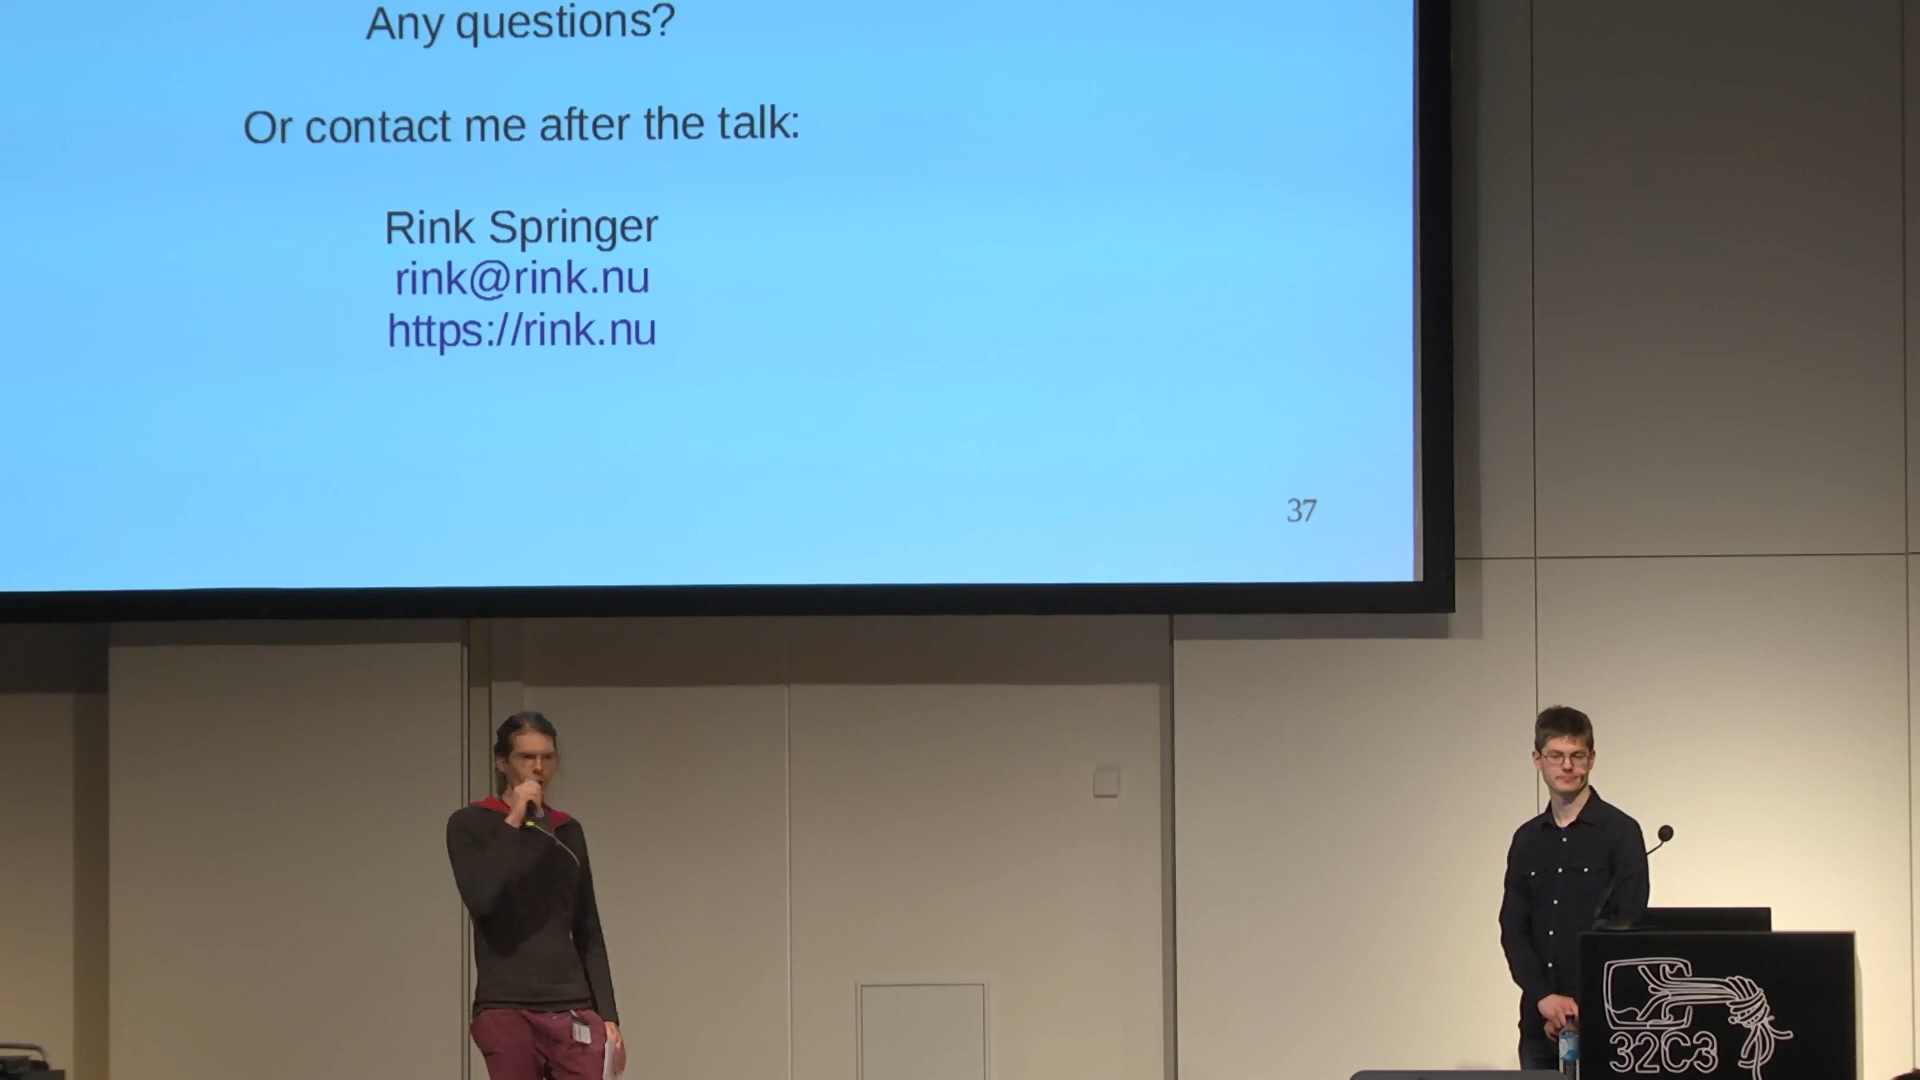 Any questions?
Or contact me after the talk:
Rink Springer
rink@rink.nu
https://rink.nu
37
32C3